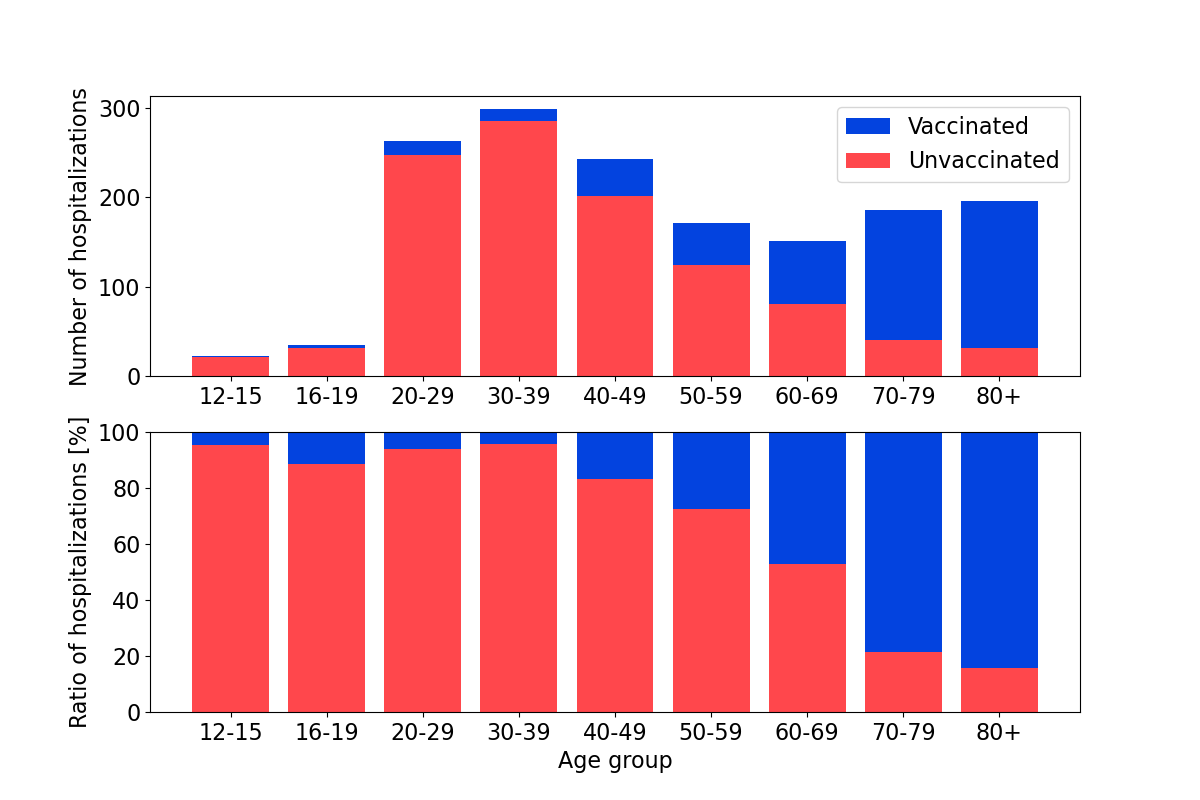 Number of hospitalizations
300
200
100
0
Vaccinated
Unvaccinated
12-15 16-19 20-29 30-39 40-49 50-59 60-69 70-79 80+
Ratio of hospitalizations [%]
100
80
60
40
20
0
12-15 16-19 20-29 30-39 40-49 50-59 60-69 70-79 80+
Age group